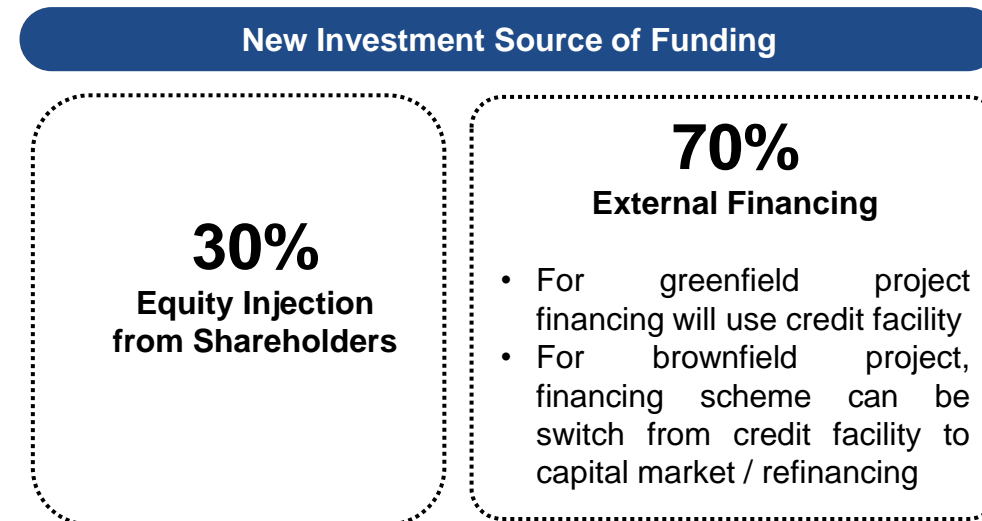 New Investment Source of Funding
30%
Equity Injection
from Shareholders
70%
External Financing
• For greenfield project
financing will use credit facility
• For brownfield project,
financing scheme can be
switch from credit facility to
capital market / refinancing